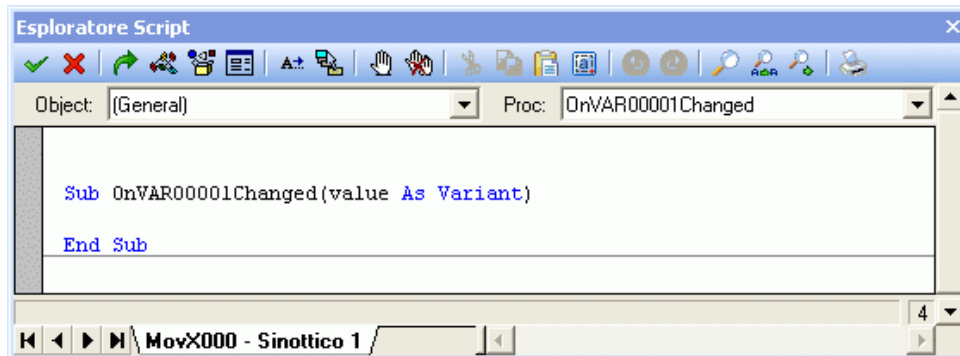 Esploratore Script
Object: (General) Proc: OnVAR00001Changed
Sub OnVAR00001Changed(value As Variant)
End Sub
4
MovX000 - Sinottico 1